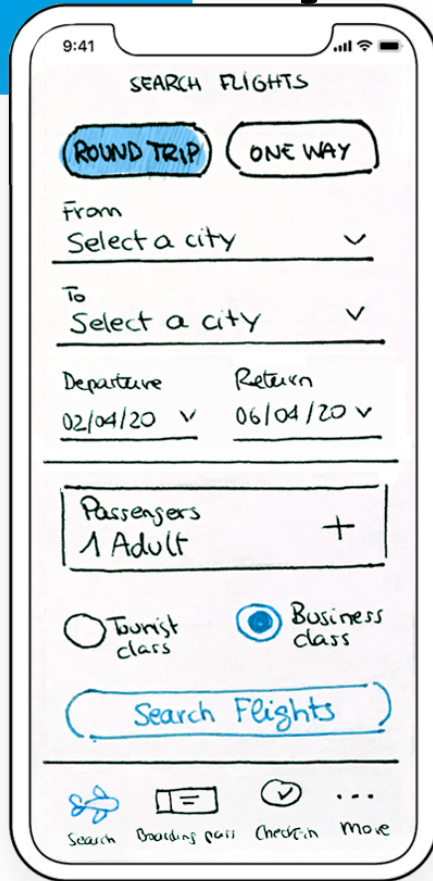 9:41
SEARCH FLIGHTS
ROUND TRIP ONE WAY
From
Select a city
To
Select a city
Departure Return
02/04/20 06/04/20
Passengers
1 Adult +
Tourist class Business class
Search Flights
Search Boarding pass Check-in more